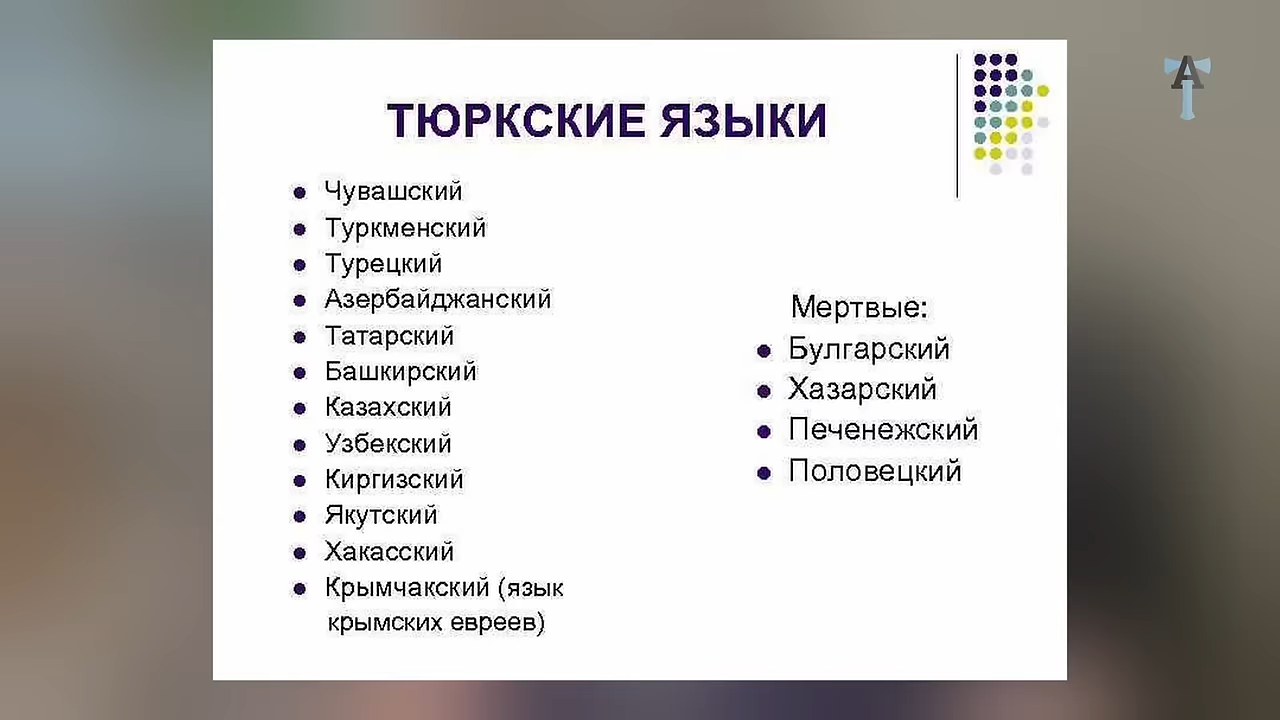 ТЮРКСКИЕ ЯЗЫКИ
Чувашский
Туркменский
Турецкий
Азербайджанский
Татарский
Башкирский
Казахский
Узбекский
Киргизский
Якутский
Хакасский
Крымчакский (язык
крымских евреев)
Мертвые:
Булгарский
Хазарский
Печенежский
Половецкий
А